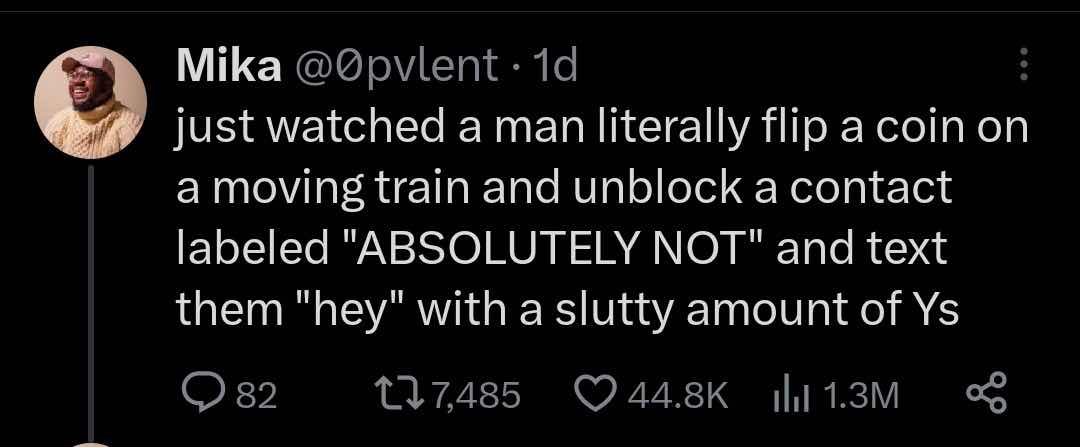 Mika @0pvlent · 1d
just watched a man literally flip a coin on
a moving train and unblock a contact
labeled "ABSOLUTELY NOT" and text
them "hey" with a slutty amount of Ys
82 7,485 44.8K 1.3M